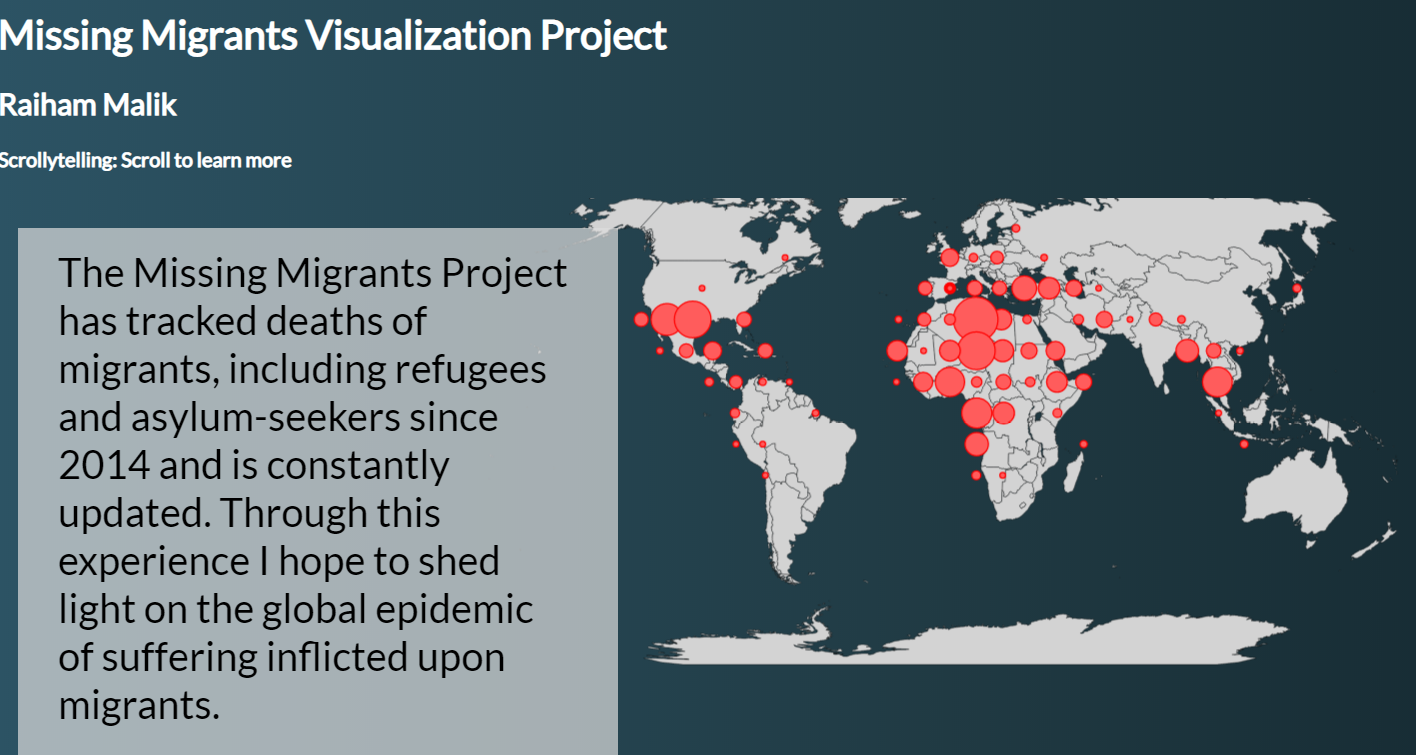 Missing Migrants Visualization Project
Raiham Malik
Scrollytelling: Scroll to learn more
The Missing Migrants Project
has tracked deaths of
migrants, including refugees
and asylum-seekers since
2014 and is constantly
updated. Through this
experience I hope to shed
light on the global epidemic
of suffering inflicted upon
migrants.